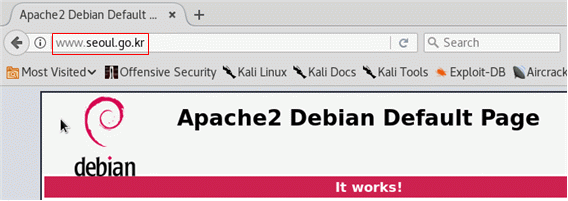 Apache2 Debian Default ...
www.seoul.go.kr
Search
Most Visited Offensive Security Kali Linux Kali Docs Kali Tools Exploit-DB Aircrack
Apache2 Debian Default Page
debian
It works!